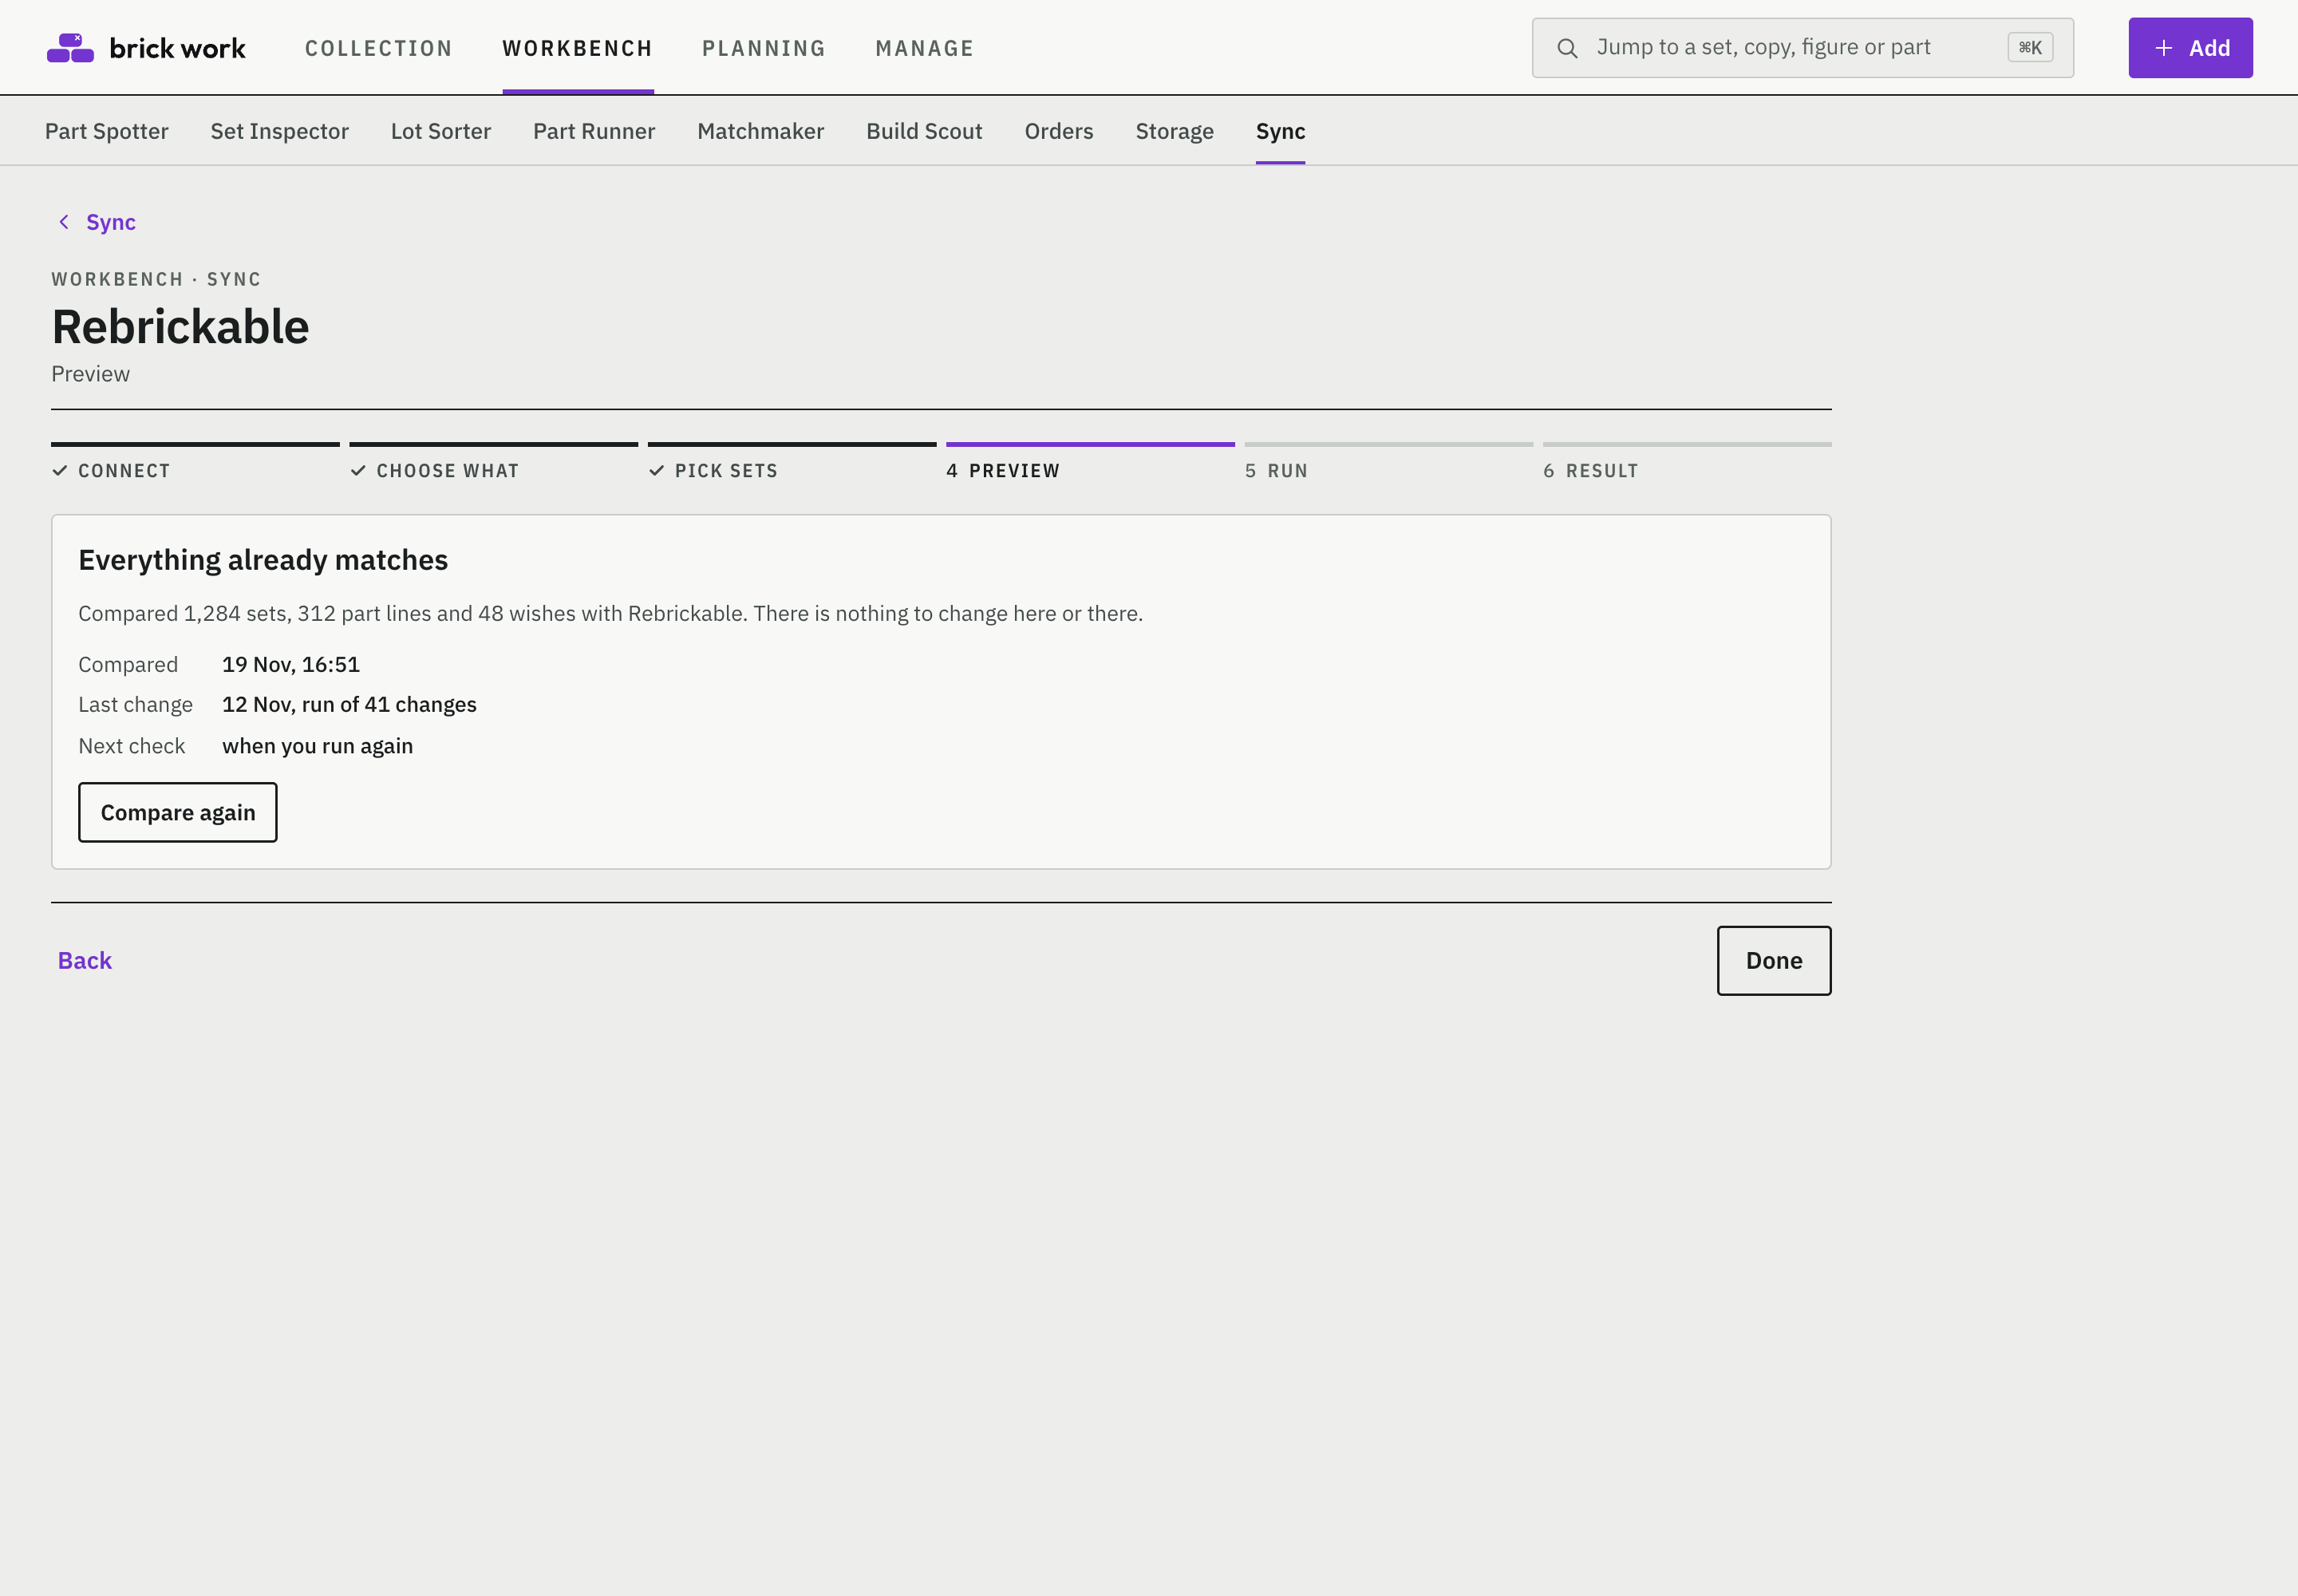 brick work
COLLECTION WORKBENCH PLANNING MANAGE
Jump to a set, copy, figure or part ⌘K
+ Add
Part Spotter Set Inspector Lot Sorter Part Runner Matchmaker Build Scout Orders Storage Sync
Sync
WORKBENCH · SYNC
Rebrickable
Preview
CONNECT CHOOSE WHAT PICK SETS 4 PREVIEW 5 RUN 6 RESULT
Everything already matches
Compared 1,284 sets, 312 part lines and 48 wishes with Rebrickable. There is nothing to change here or there.
Compared 19 Nov, 16:51
Last change 12 Nov, run of 41 changes
Next check when you run again
Compare again
Back Done